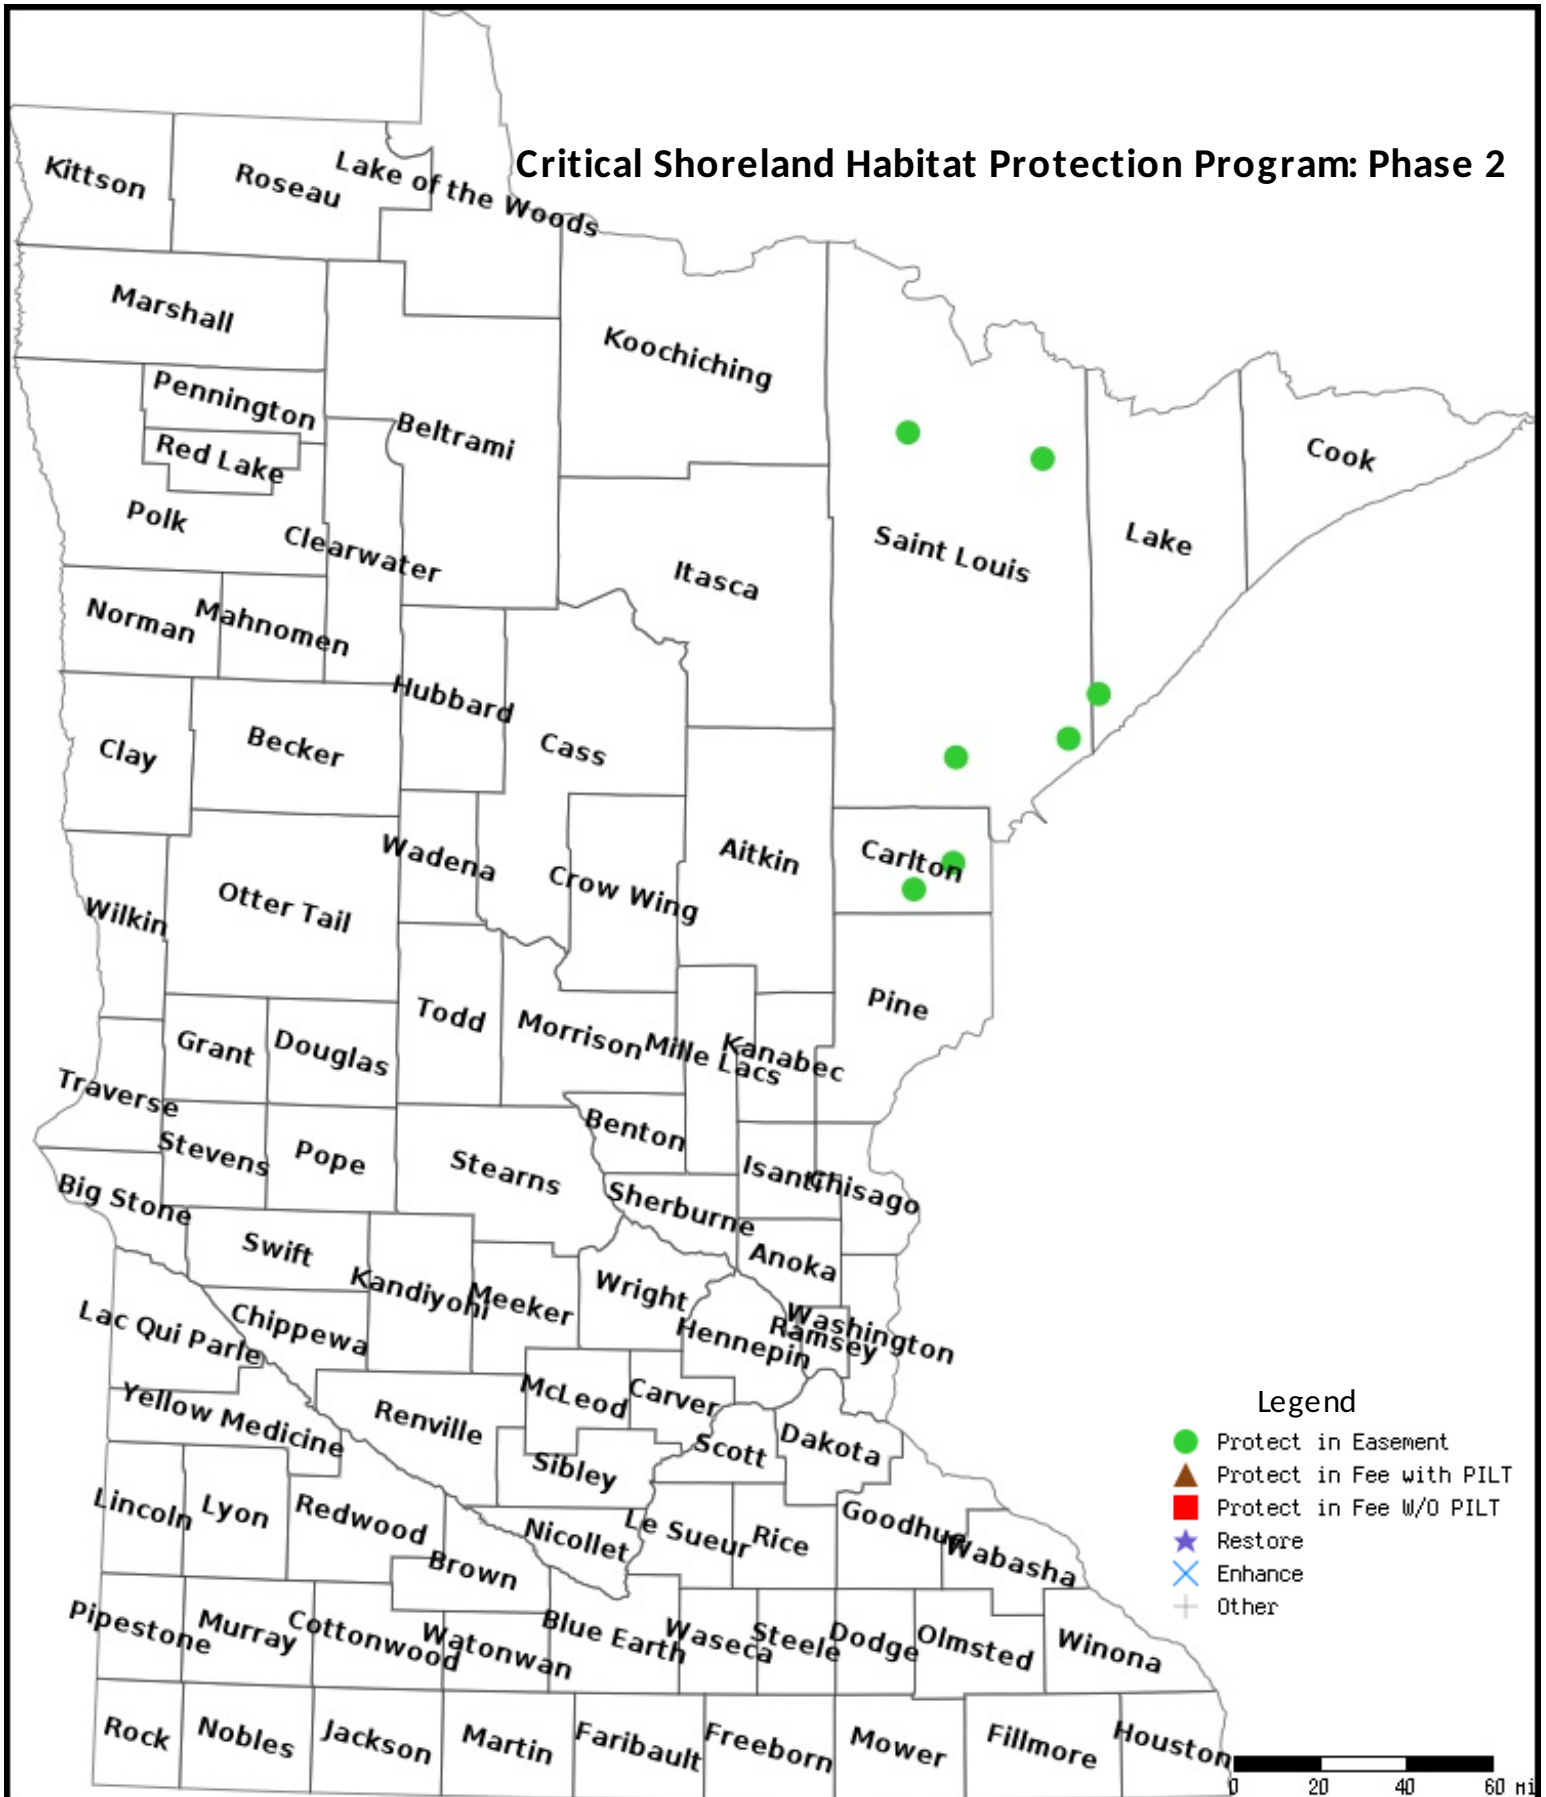 Critical Shoreland Habitat Protection Program: Phase 2
Kittson
Roseau
Lake of the Woods
Marshall
Koochiching
Pennington
Beltrami
Red Lake
Cook
Polk
Clearwater
Saint Louis
Lake
Itasca
Norman
Mahnomen
Hubbard
Clay
Becker
Cass
Wadena
Aitkin
Carlton
Crow Wing
Otter Tail
Wilkin
Pine
Todd
Morrison
Mille Lacs
Kanabec
Grant
Douglas
Traverse
Benton
Stevens
Pope
Stearns
Isanti
Chisago
Big Stone
Sherburne
Swift
Anoka
Kandiyohi
Meeker
Wright
Lac Qui Parle
Chippewa
Hennepin
Ramsey
Washington
McLeod
Carver
Yellow Medicine
Renville
Scott
Dakota
Sibley
Lincoln
Lyon
Redwood
Nicollet
Le Sueur
Rice
Goodhue
Wabasha
Brown
Pipestone
Murray
Cottonwood
Watonwan
Blue Earth
Waseca
Steele
Dodge
Olmsted
Winona
Rock
Nobles
Jackson
Martin
Faribault
Freeborn
Mower
Fillmore
Houston
Legend
Protect in Easement
Protect in Fee with PILT
Protect in Fee W/O PILT
Restore
Enhance
Other
0 20 40 60 mi